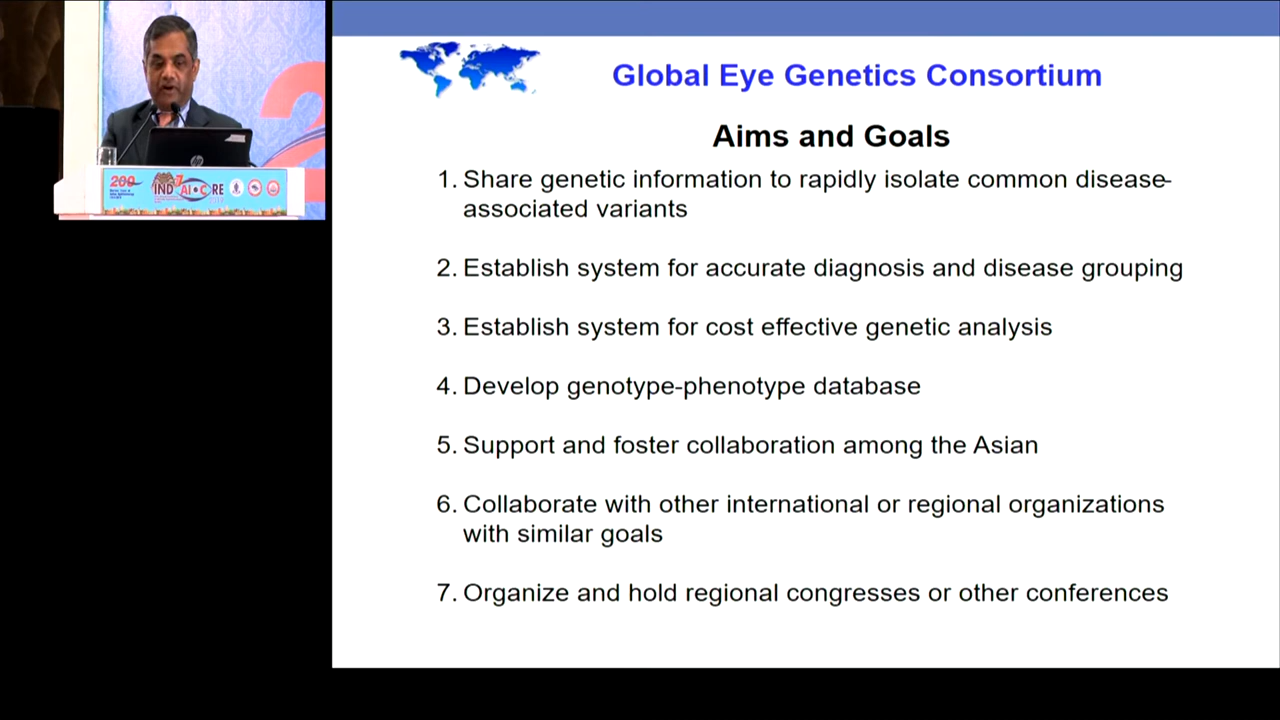 Global Eye Genetics Consortium
Aims and Goals
1. Share genetic information to rapidly isolate common disease-
associated variants
2. Establish system for accurate diagnosis and disease grouping
3. Establish system for cost effective genetic analysis
4. Develop genotype-phenotype database
5. Support and foster collaboration among the Asian
6. Collaborate with other international or regional organizations
with similar goals
7. Organize and hold regional congresses or other conferences
200